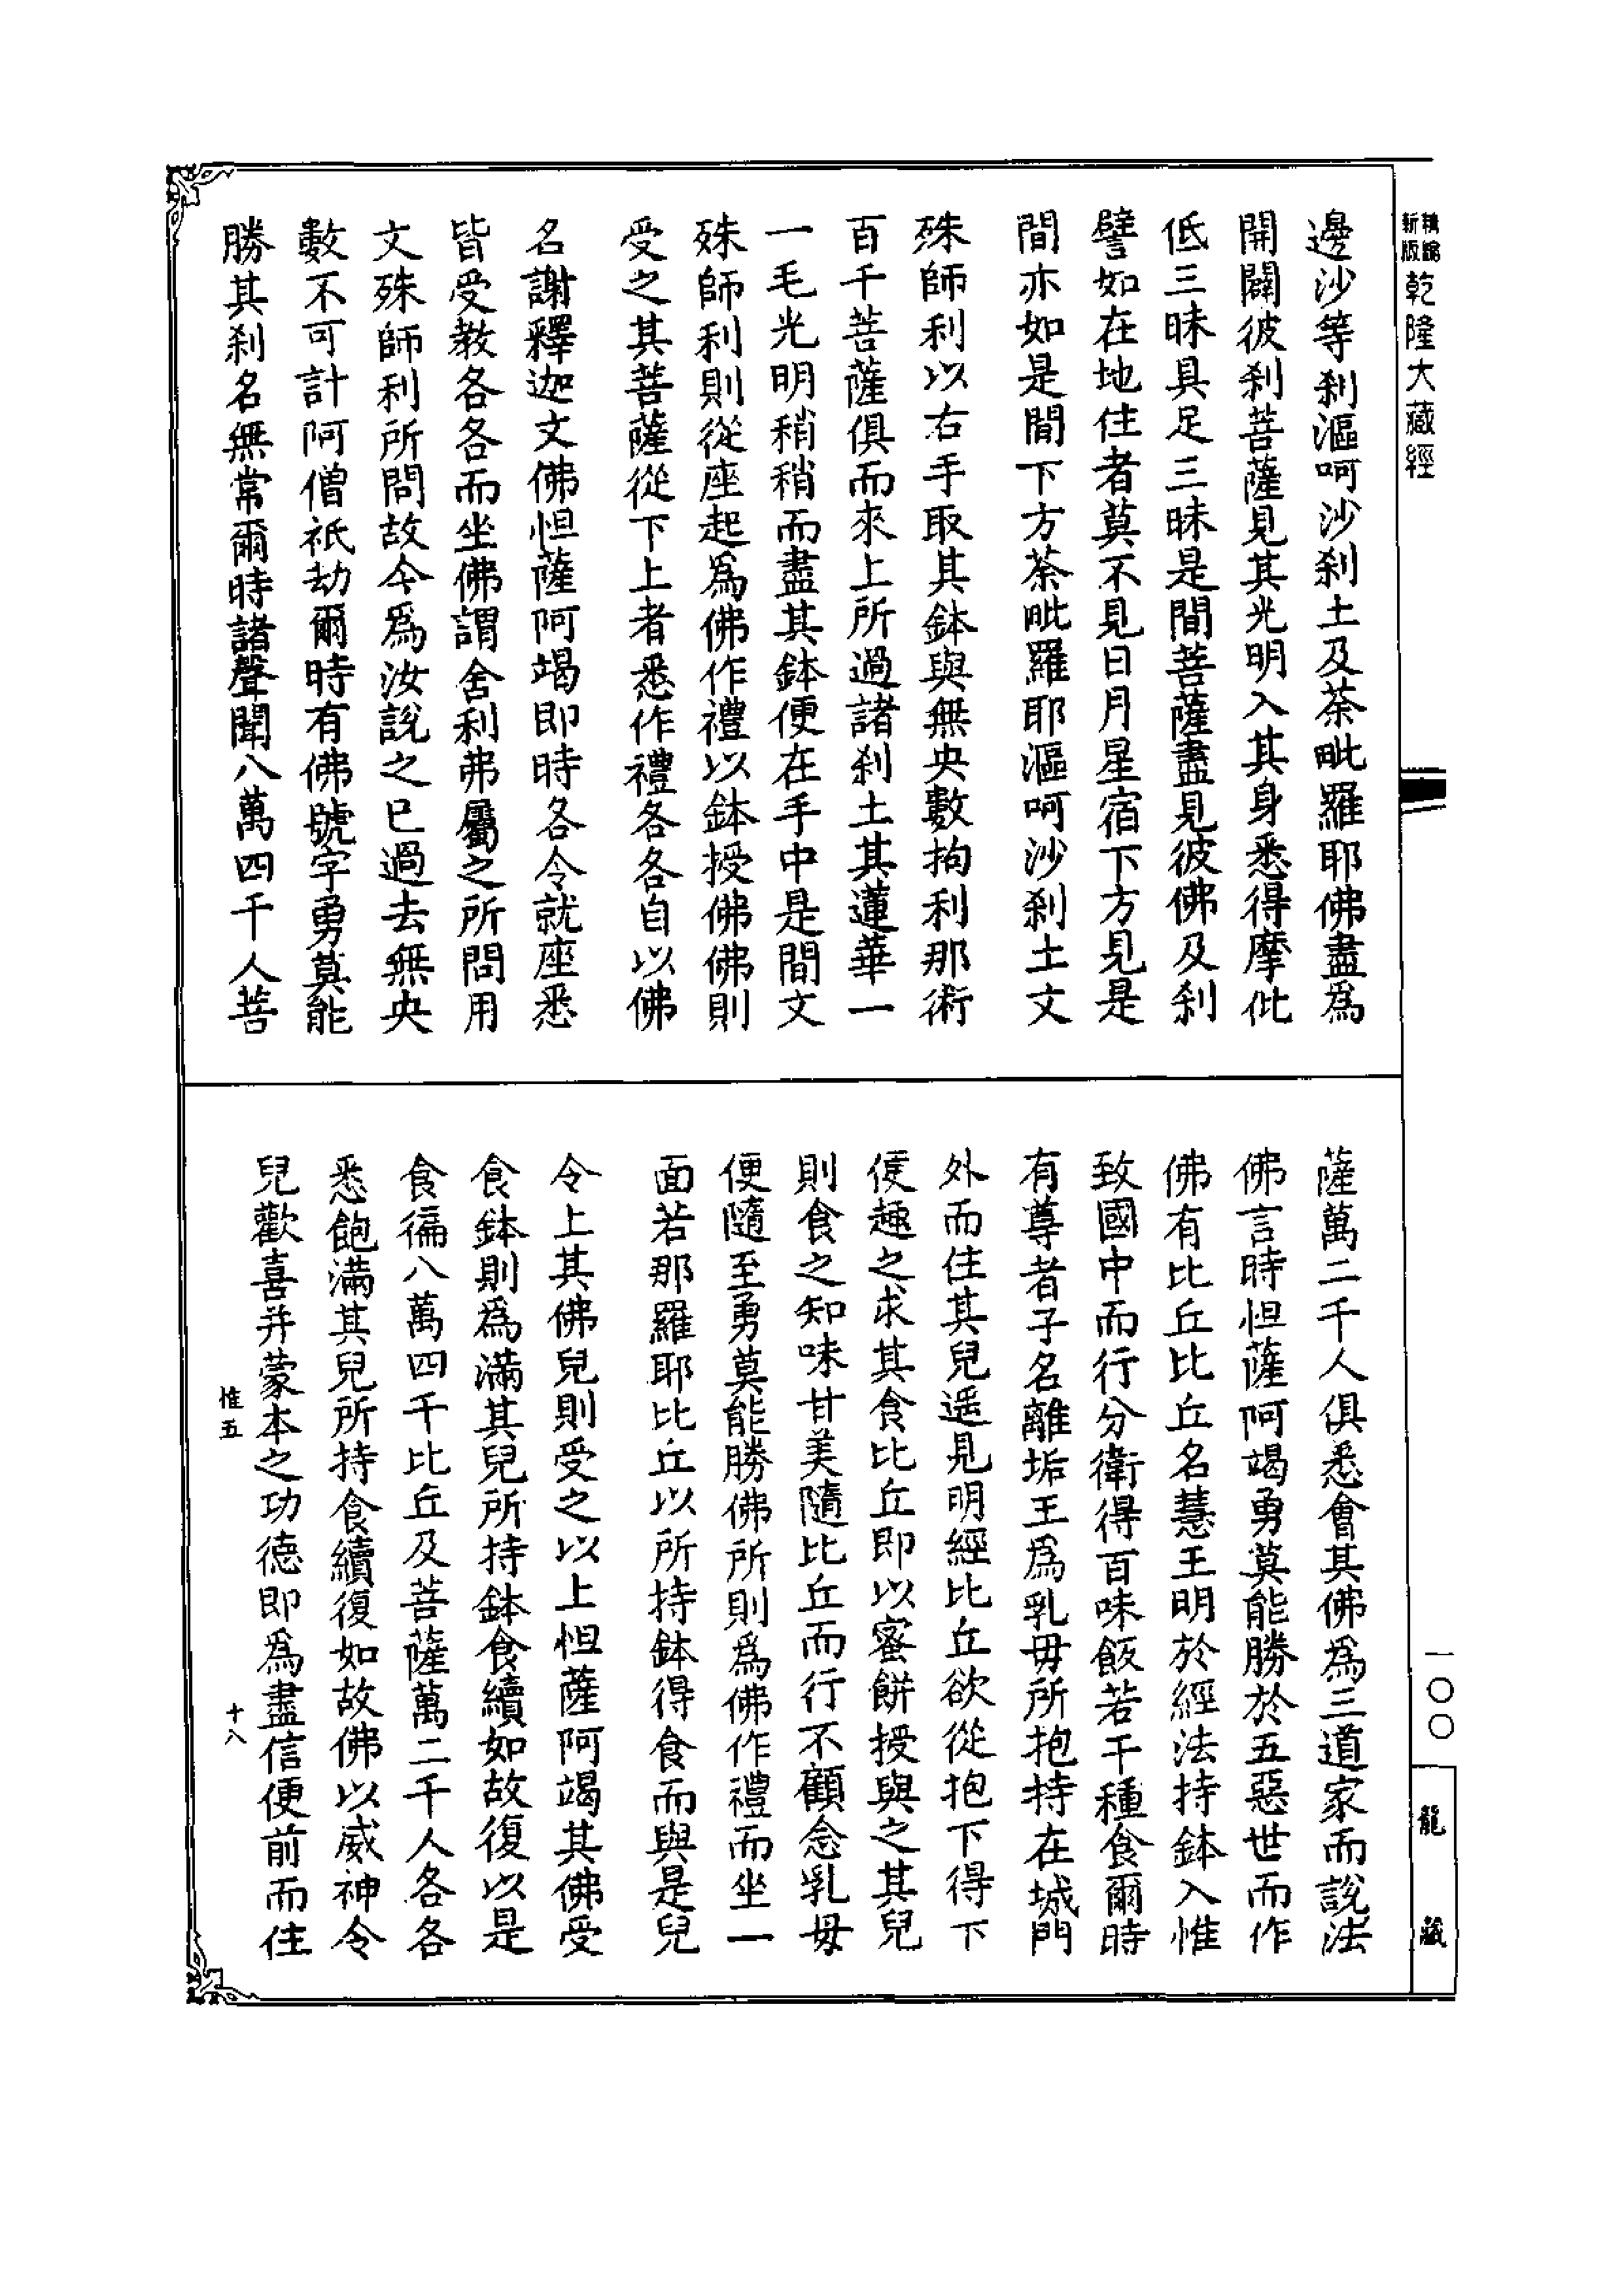 新版精編乾隆大藏經
邊沙等刹漚呵沙刹土及荼毗羅耶佛盡爲
開闢彼刹菩薩見其光明入其身悉得摩低
低三昧具足三昧是間菩薩盡見彼佛及刹
譬如在地住者莫不見日月星宿下方見是
間亦如是間下方荼毗羅耶漚呵沙刹土文
殊師利以右手取其鉢與無央數拘利那術
百千菩薩俱而來上所過諸刹土其蓮華一
一毛光明稍稍而盡其鉢便在手中是間文
殊師利則從座起爲佛作禮以鉢授佛佛則
受之其菩薩從下上者悉作禮各各自以佛
名謝釋迦文佛怛薩阿竭即時各令就座悉
皆受教各各而坐佛謂舍利弗屬之所問用
文殊師利所問故今爲汝說之已過去無央
數不可計阿僧祇劫爾時有佛號字勇莫能
勝其刹名無常爾時諸聲聞八萬四千人菩
薩萬二千人俱悉會其佛爲三道家而說法
佛言時怛薩阿竭勇莫能勝於五惡世而作
佛有比丘比丘名慧王明於經法持鉢入惟
致國中而行分衛得百味飯若干種食爾時
有尊者子名離垢王爲乳母所抱持在城門
外而住其兒遥見明經比丘欲從抱下得下
便趣之求其食比丘即以蜜餅授與之其兒
則食之知味甘美隨比丘而行不顧念乳母
便隨至勇莫能勝佛所則爲佛作禮而坐一
面若那羅耶比丘以所持鉢得食而與是兒
令上其佛兒則受之以上怛薩阿竭其佛受
食鉢則爲滿其兒所持鉢食續如故復以是
食徧八萬四千比丘及菩薩萬二千人各各
悉飽滿其兒所持食續復如故佛以威神令
兒歡喜并蒙本之功德即爲盡信便前而住
惟五
十八
一〇〇
龍藏